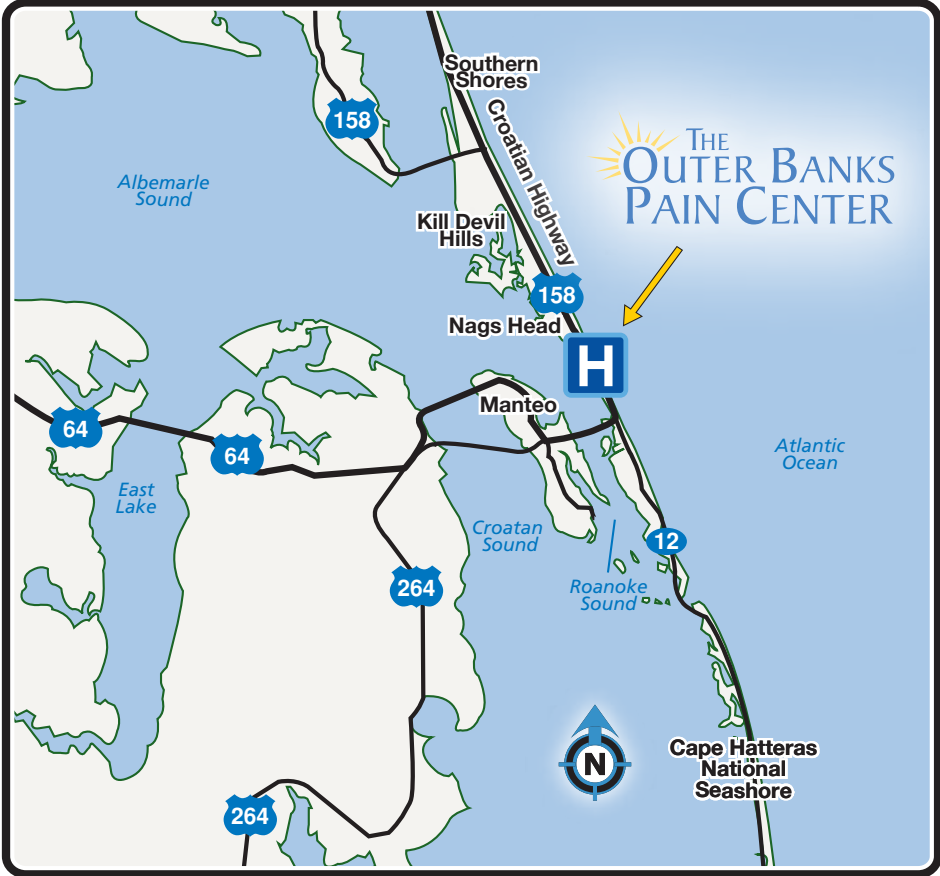 Southern
Shores
158
Croatian Highway
THE
OUTER BANKS
PAIN CENTER
Albemarle
Sound
Kill Devil
Hills
158
Nags Head
H
Manteo
64
64
Atlantic
Ocean
East
Lake
Croatan
Sound
12
264
Roanoke
Sound
N
Cape Hatteras
National
Seashore
264